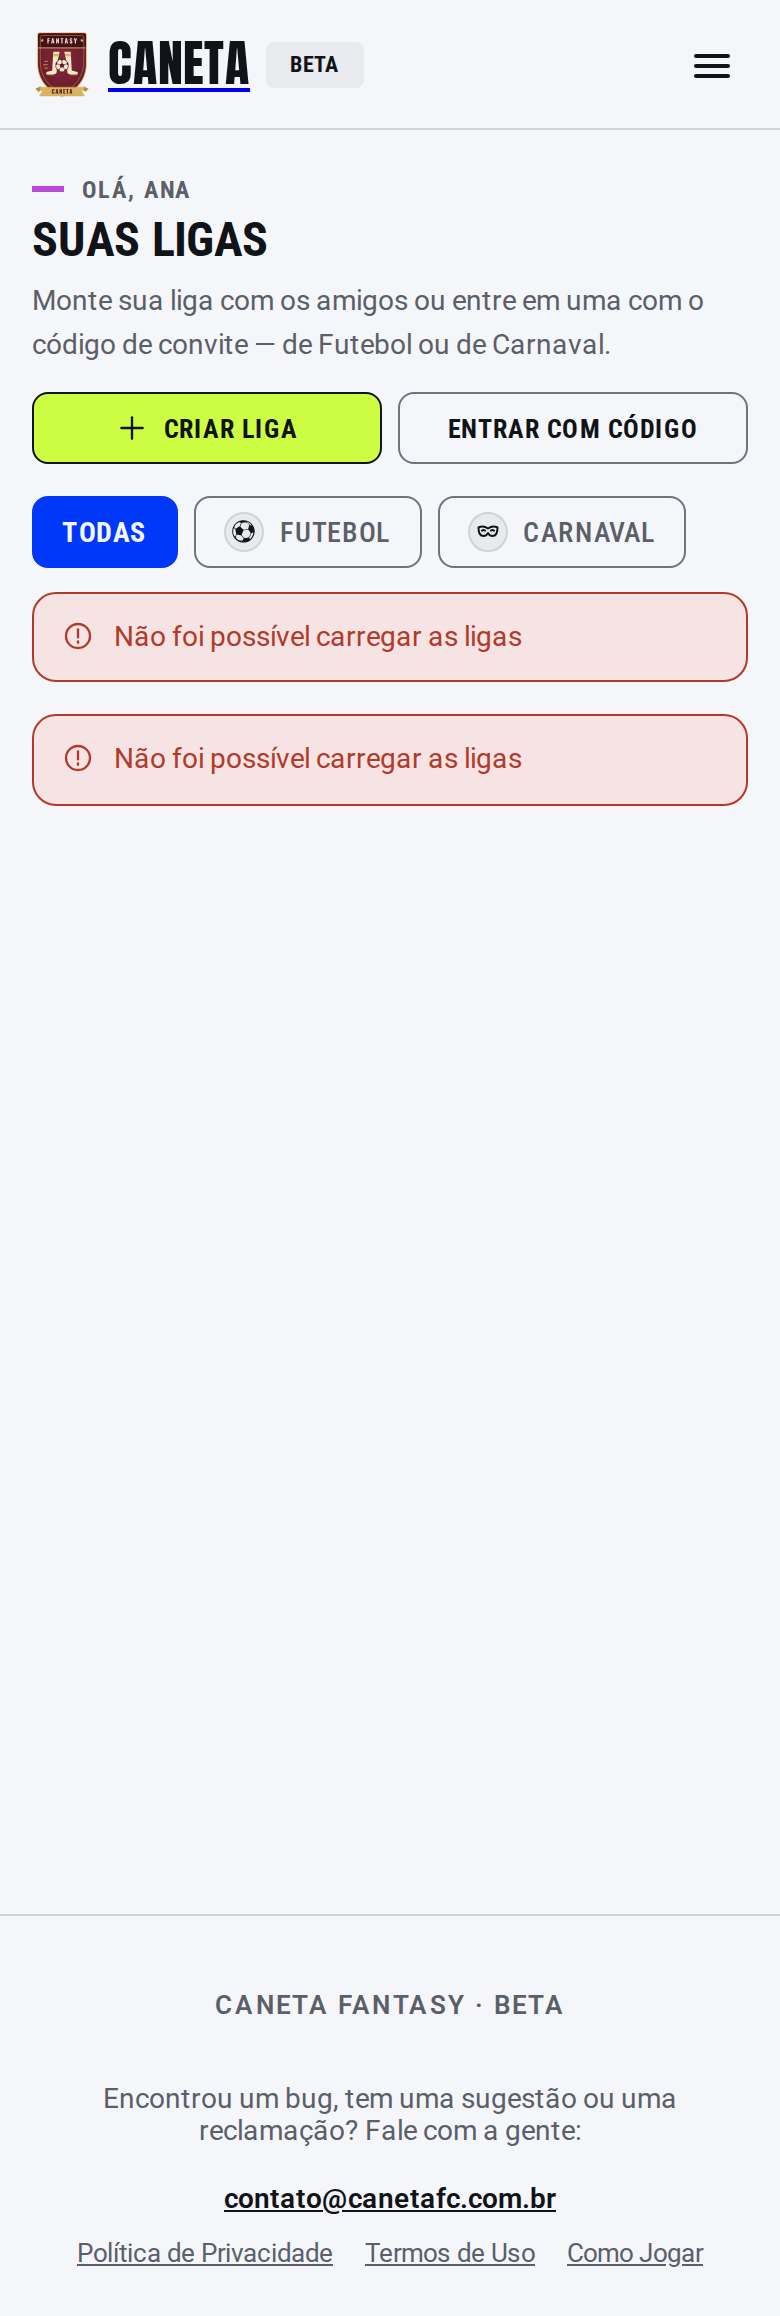 FANTASY
CANETA
CANETA
BETA
OLÁ, ANA
SUAS LIGAS
Monte sua liga com os amigos ou entre em uma com o
código de convite — de Futebol ou de Carnaval.
CRIAR LIGA
ENTRAR COM CÓDIGO
TODAS
FUTEBOL
CARNAVAL
Não foi possível carregar as ligas
Não foi possível carregar as ligas
CANETA FANTASY · BETA
Encontrou um bug, tem uma sugestão ou uma
reclamação? Fale com a gente:
contato@canetafc.com.br
Política de Privacidade Termos de Uso Como Jogar